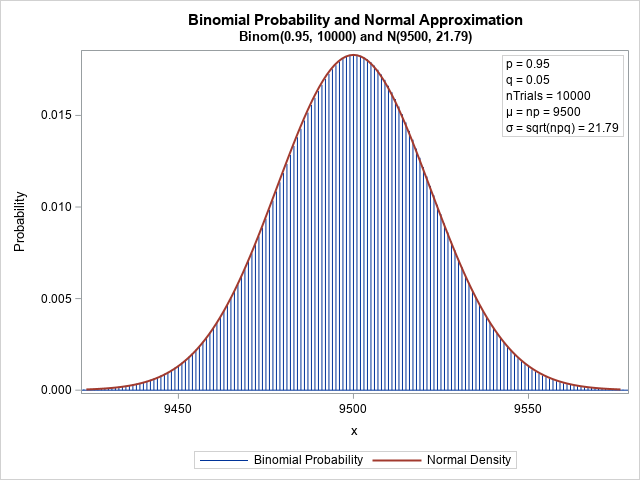 Binomial Probability and Normal Approximation
Binom(0.95, 10000) and N(9500, 21.79)
p = 0.95
q = 0.05
nTrials = 10000
μ = np = 9500
σ = sqrt(npq) = 21.79
Probability
0.015
0.010
0.005
0.000
9450 9500 9550
x
Binomial Probability Normal Density